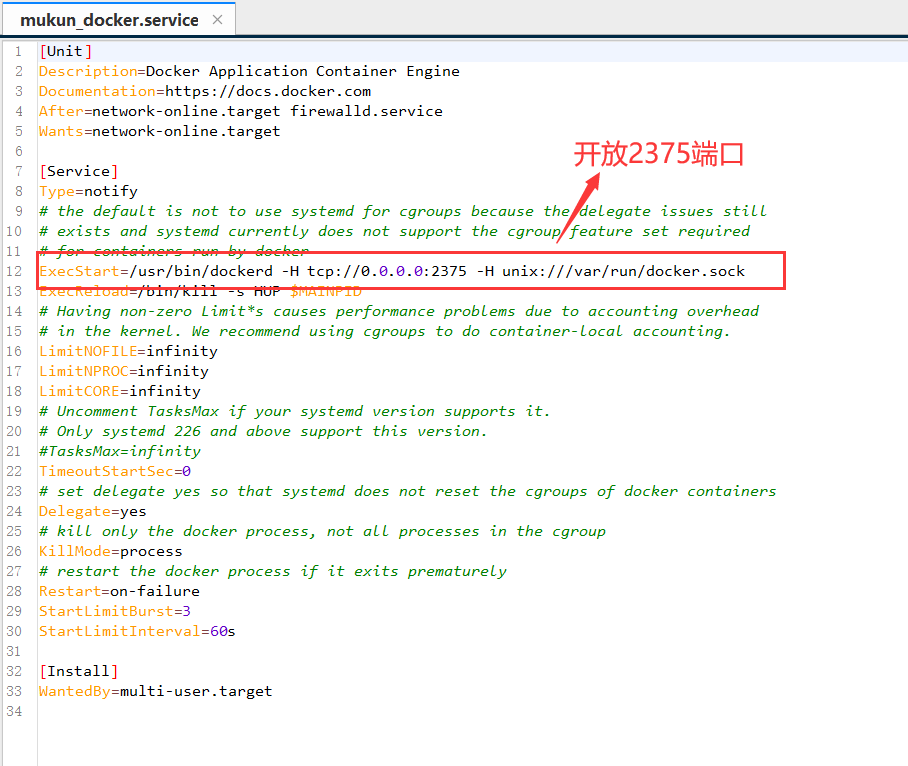 mukun_docker.service ×
1 [Unit]
2 Description=Docker Application Container Engine
3 Documentation=https://docs.docker.com
4 After=network-online.target firewalld.service
5 Wants=network-online.target
6
开放2375端口
7 [Service]
8 Type=notify
9 # the default is not to use systemd for cgroups because the delegate issues still
10 # exists and systemd currently does not support the cgroup feature set required
11 # for containers run by docker
12 ExecStart=/usr/bin/dockerd -H tcp://0.0.0.0:2375 -H unix:///var/run/docker.sock
13 ExecReload=/bin/kill -s HUP $MAINPID
14 # Having non-zero Limit*s causes performance problems due to accounting overhead
15 # in the kernel. We recommend using cgroups to do container-local accounting.
16 LimitNOFILE=infinity
17 LimitNPROC=infinity
18 LimitCORE=infinity
19 # Uncomment TasksMax if your systemd version supports it.
20 # Only systemd 226 and above support this version.
21 #TasksMax=infinity
22 TimeoutStartSec=0
23 # set delegate yes so that systemd does not reset the cgroups of docker containers
24 Delegate=yes
25 # kill only the docker process, not all processes in the cgroup
26 KillMode=process
27 # restart the docker process if it exits prematurely
28 Restart=on-failure
29 StartLimitBurst=3
30 StartLimitInterval=60s
31
32 [Install]
33 WantedBy=multi-user.target
34